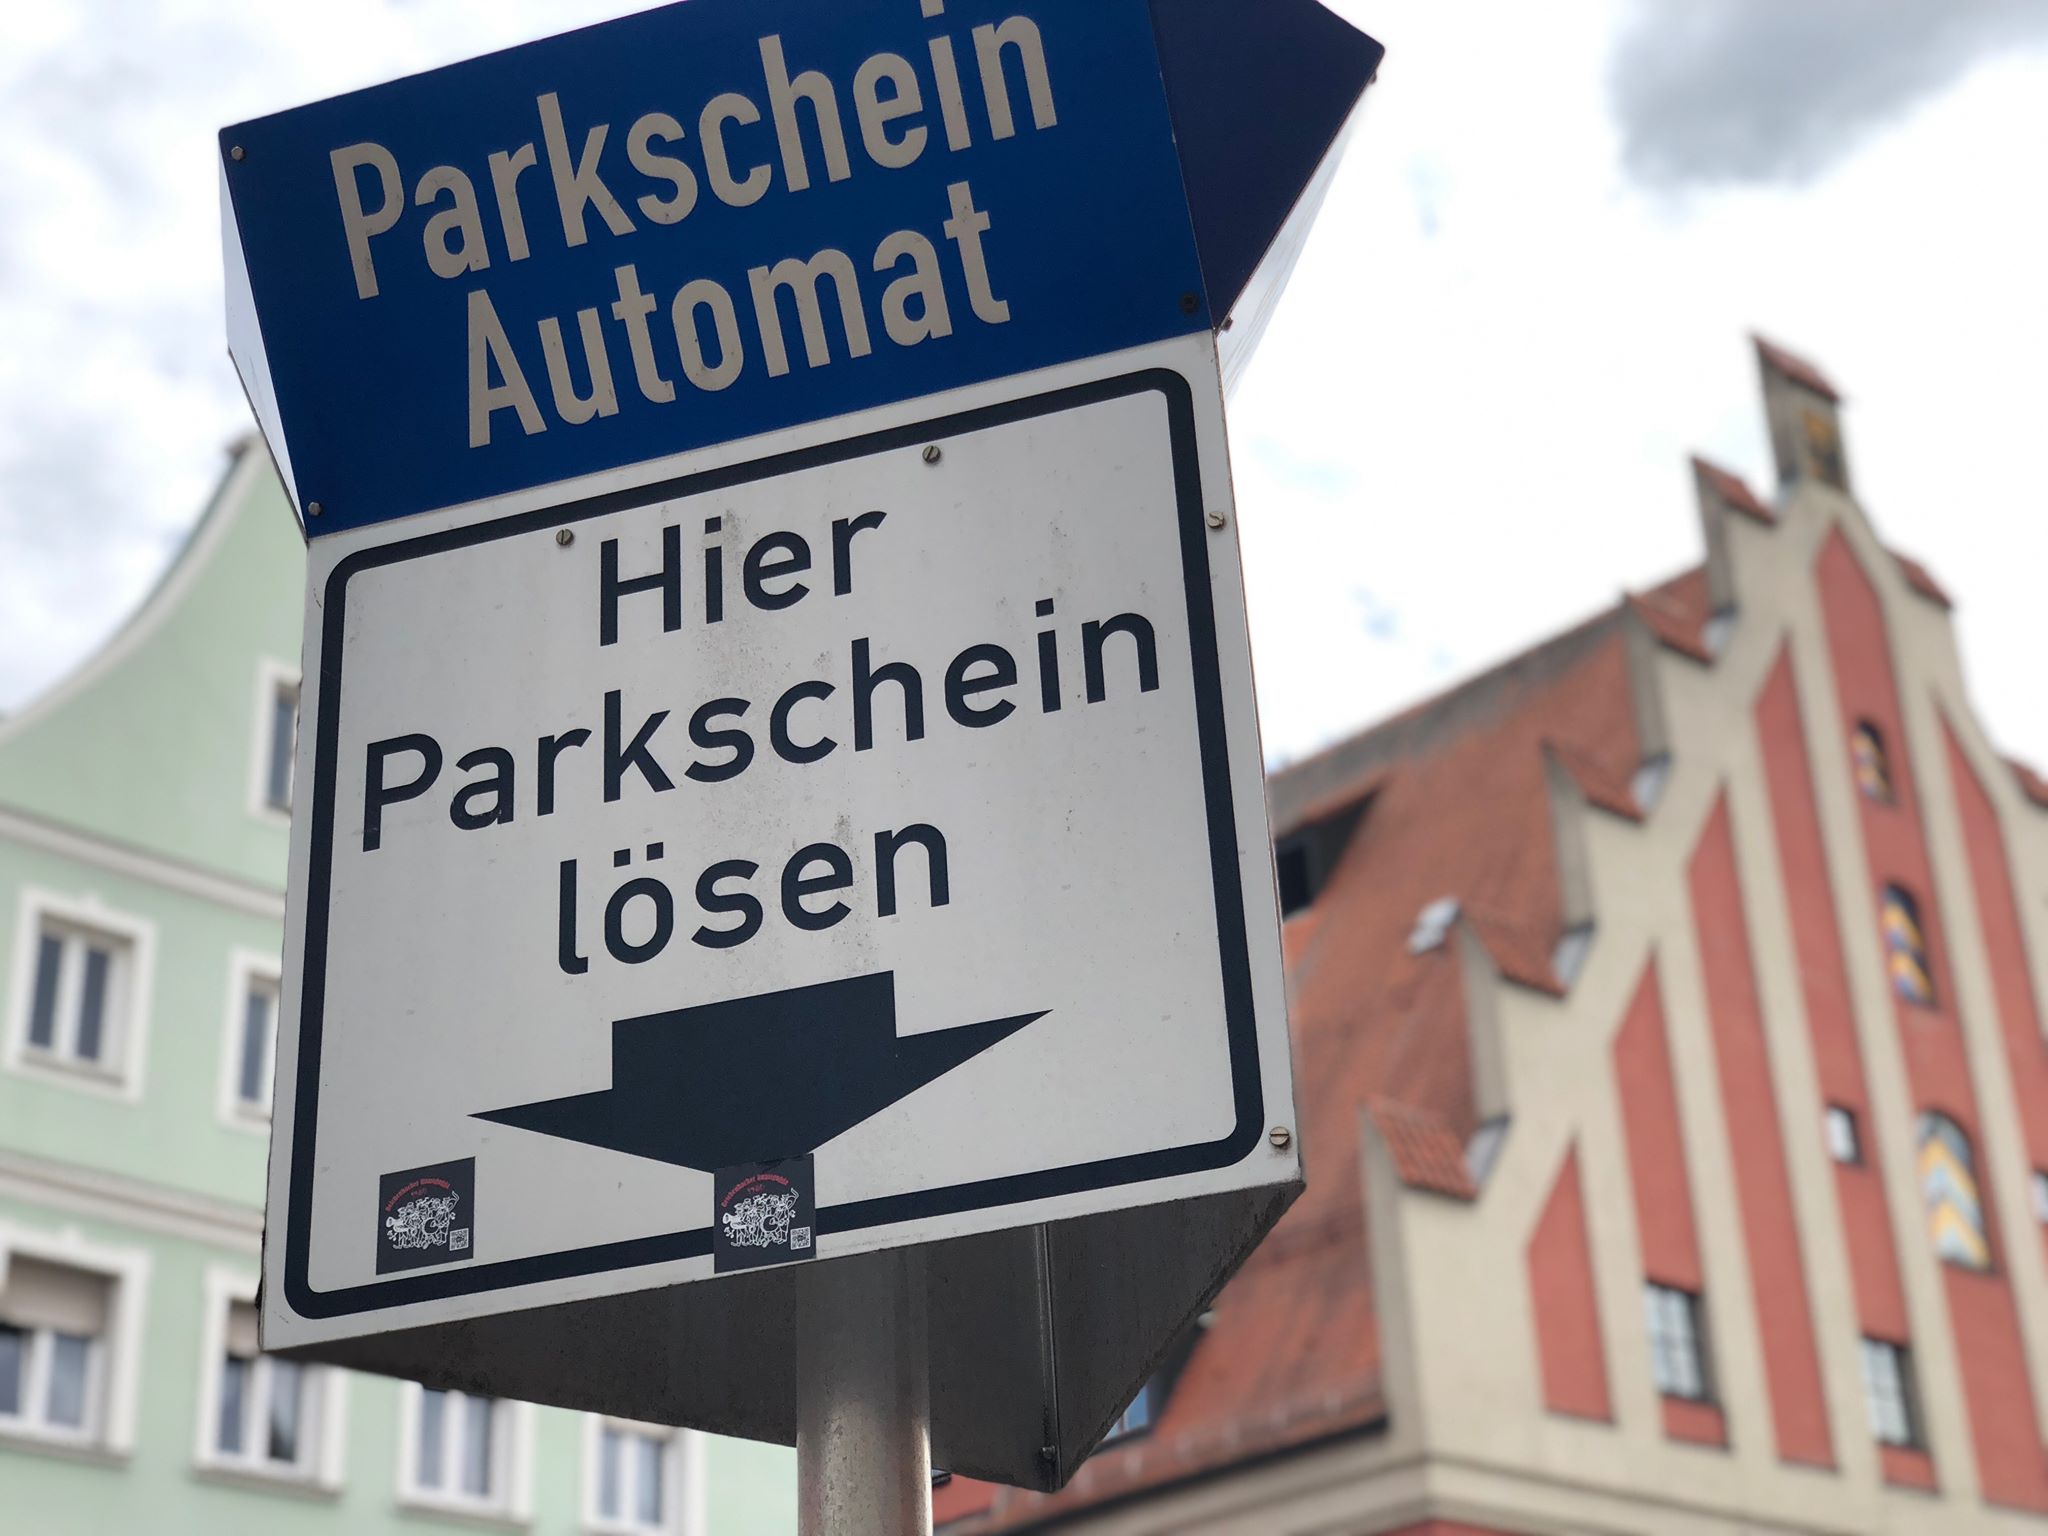 Parkschein
Automat
Hier
Parkschein
lösen